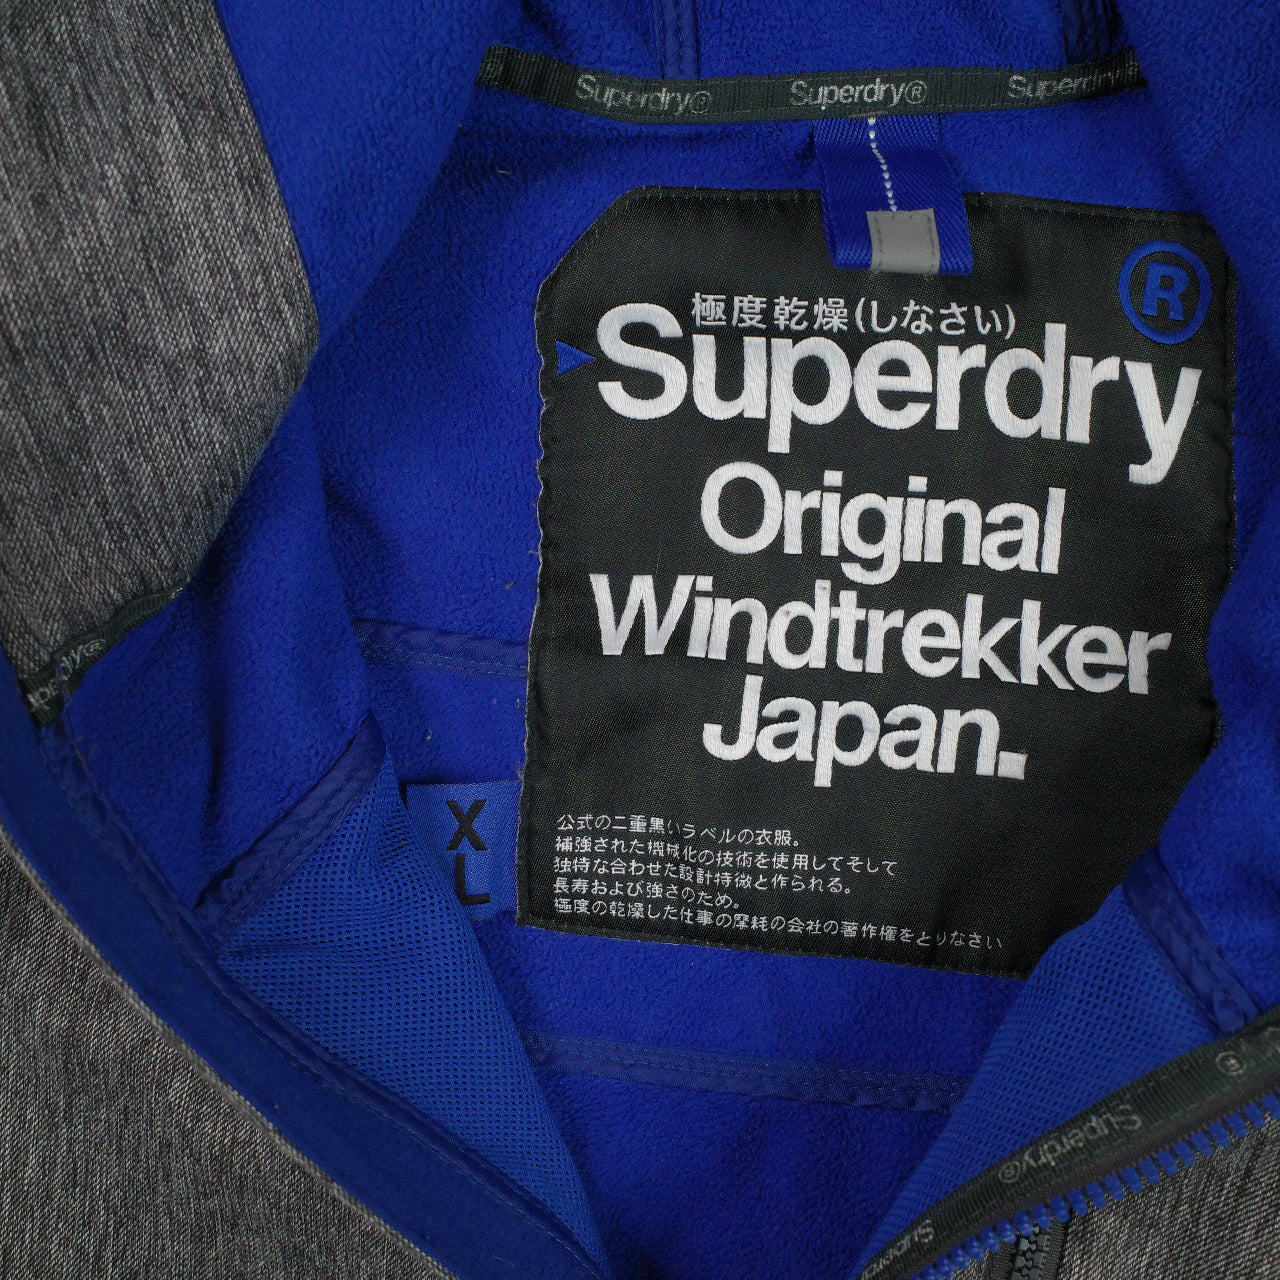 Superdry® Superdry® Superdry®
®
極度乾燥(しなさい)
Superdry
Original
Windtrekker
Japan.
Superdry®
X
L
公式の二重黒いラベルの衣服。
補強された機械化の技術を使用してそして
独特な合わせた設計特徴と作られる。
長寿および強さのため。
極度の乾燥した仕事の摩耗の会社の著作権をとりなさい
®
Superdry®
Super